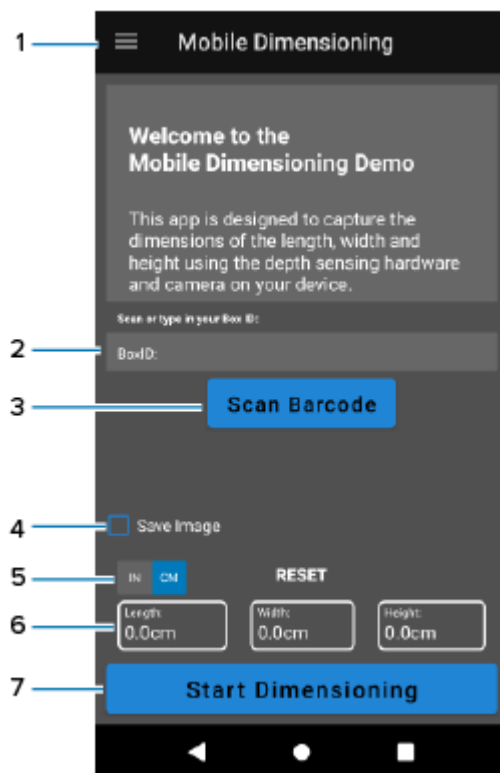 1
Mobile Dimensioning
Welcome to the
Mobile Dimensioning Demo
This app is designed to capture the
dimensions of the length, width and
height using the depth sensing hardware
and camera on your device.
Scan or type in your Box ID:
2
BoxID:
3
Scan Barcode
4
Save Image
5
IN CM
RESET
6
Length: Width: Height:
0.0cm 0.0cm 0.0cm
7
Start Dimensioning